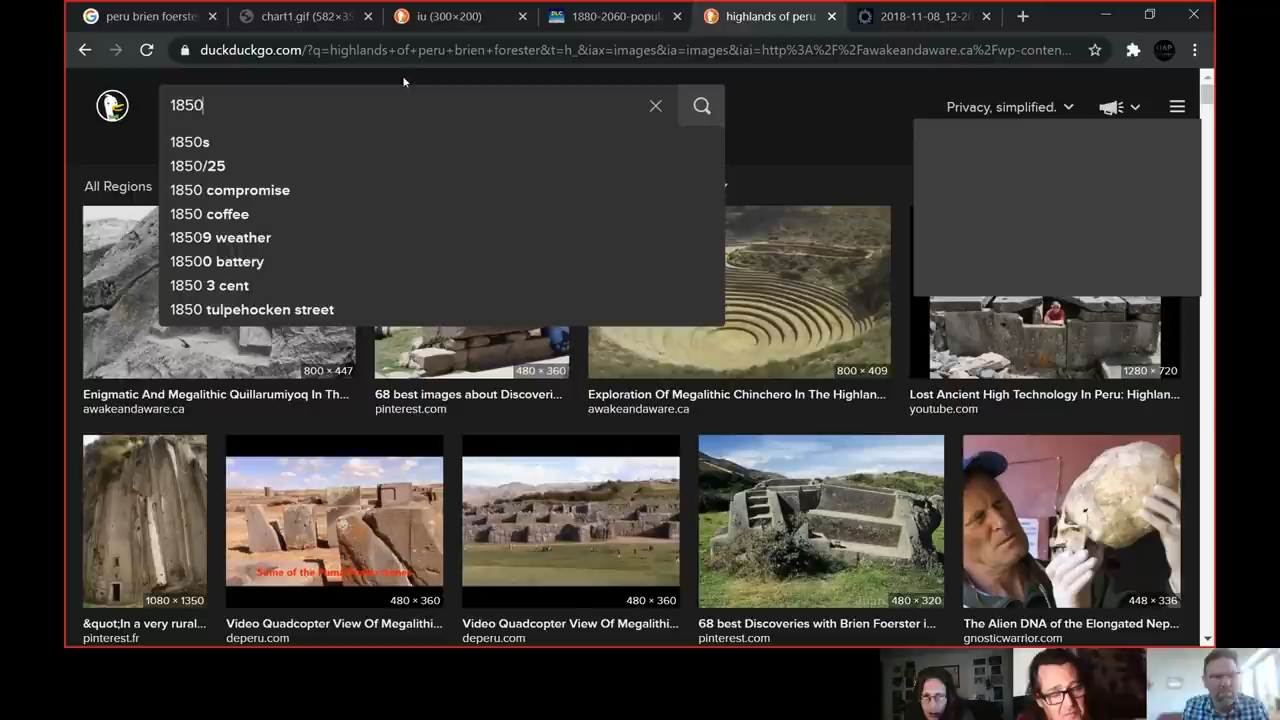 peru brien foerste
chart1.gif (582×35
iu (300×200)
1880-2060-popul
highlands of peru
2018-11-08_12-2
duckduckgo.com/?q=highlands+of+peru+brien+forester&t=h_&iax=images&ia=images&iai=http%3A%2F%2Fawakeandaware.ca%2Fwp-conten...
1850
Privacy, simplified.
1850s
1850/25
1850 compromise
1850 coffee
18509 weather
18500 battery
1850 3 cent
1850 tulpehocken street
All Regions
800 × 447
480 × 360
800 × 409
1280 × 720
Enigmatic And Megalithic Quillarumiyoq In Th...
awakeandaware.ca
68 best images about Discoveri...
pinterest.com
Exploration Of Megalithic Chinchero In The Highlan...
awakeandaware.ca
Lost Ancient High Technology In Peru: Highlan...
youtube.com
Some of the Puma Punku stones
1080 × 1350
480 × 360
480 × 360
480 × 320
448 × 336
&quot;In a very rural...
pinterest.fr
Video Quadcopter View Of Megalithi...
deperu.com
Video Quadcopter View Of Megalithi...
deperu.com
68 best Discoveries with Brien Foerster i...
pinterest.com
The Alien DNA of the Elongated Nep...
gnosticwarrior.com